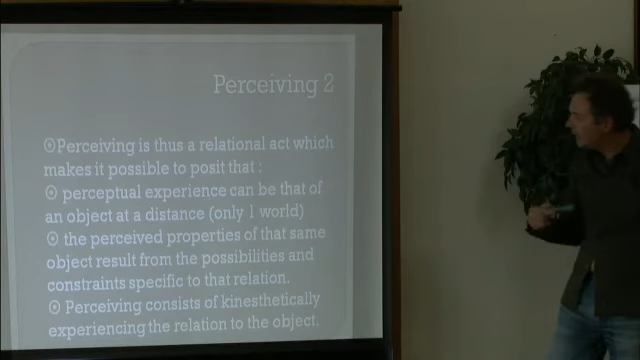 Perceiving 2
⊙Perceiving is thus a relational act which
makes it possible to posit that :
⊙ perceptual experience can be that of
an object at a distance (only 1 world)
⊙ the perceived properties of that same
object result from the possibilities and
constraints specific to that relation.
⊙ Perceiving consists of kinesthetically
experiencing the relation to the object.